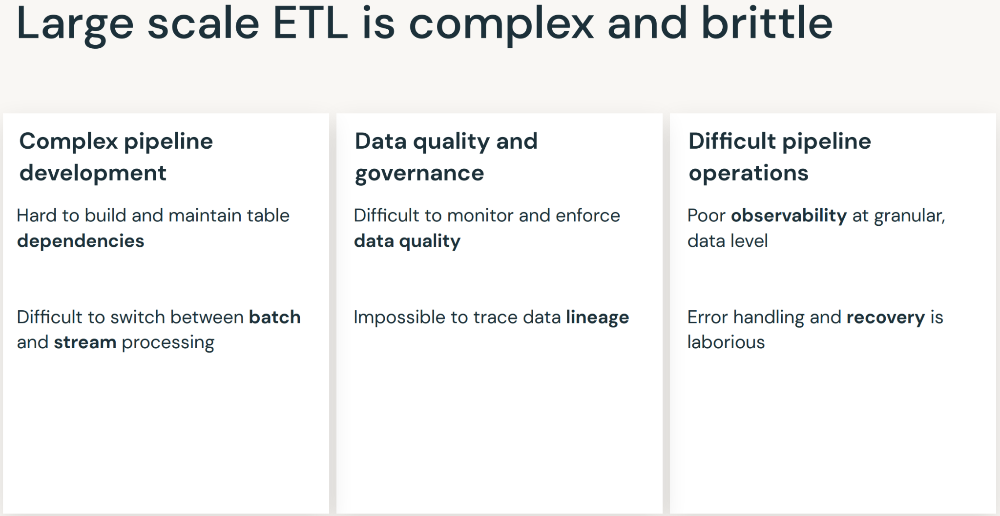 Large scale ETL is complex and brittle
Complex pipeline
development
Hard to build and maintain table
dependencies
Difficult to switch between batch
and stream processing
Data quality and
governance
Difficult to monitor and enforce
data quality
Impossible to trace data lineage
Difficult pipeline
operations
Poor observability at granular,
data level
Error handling and recovery is
laborious